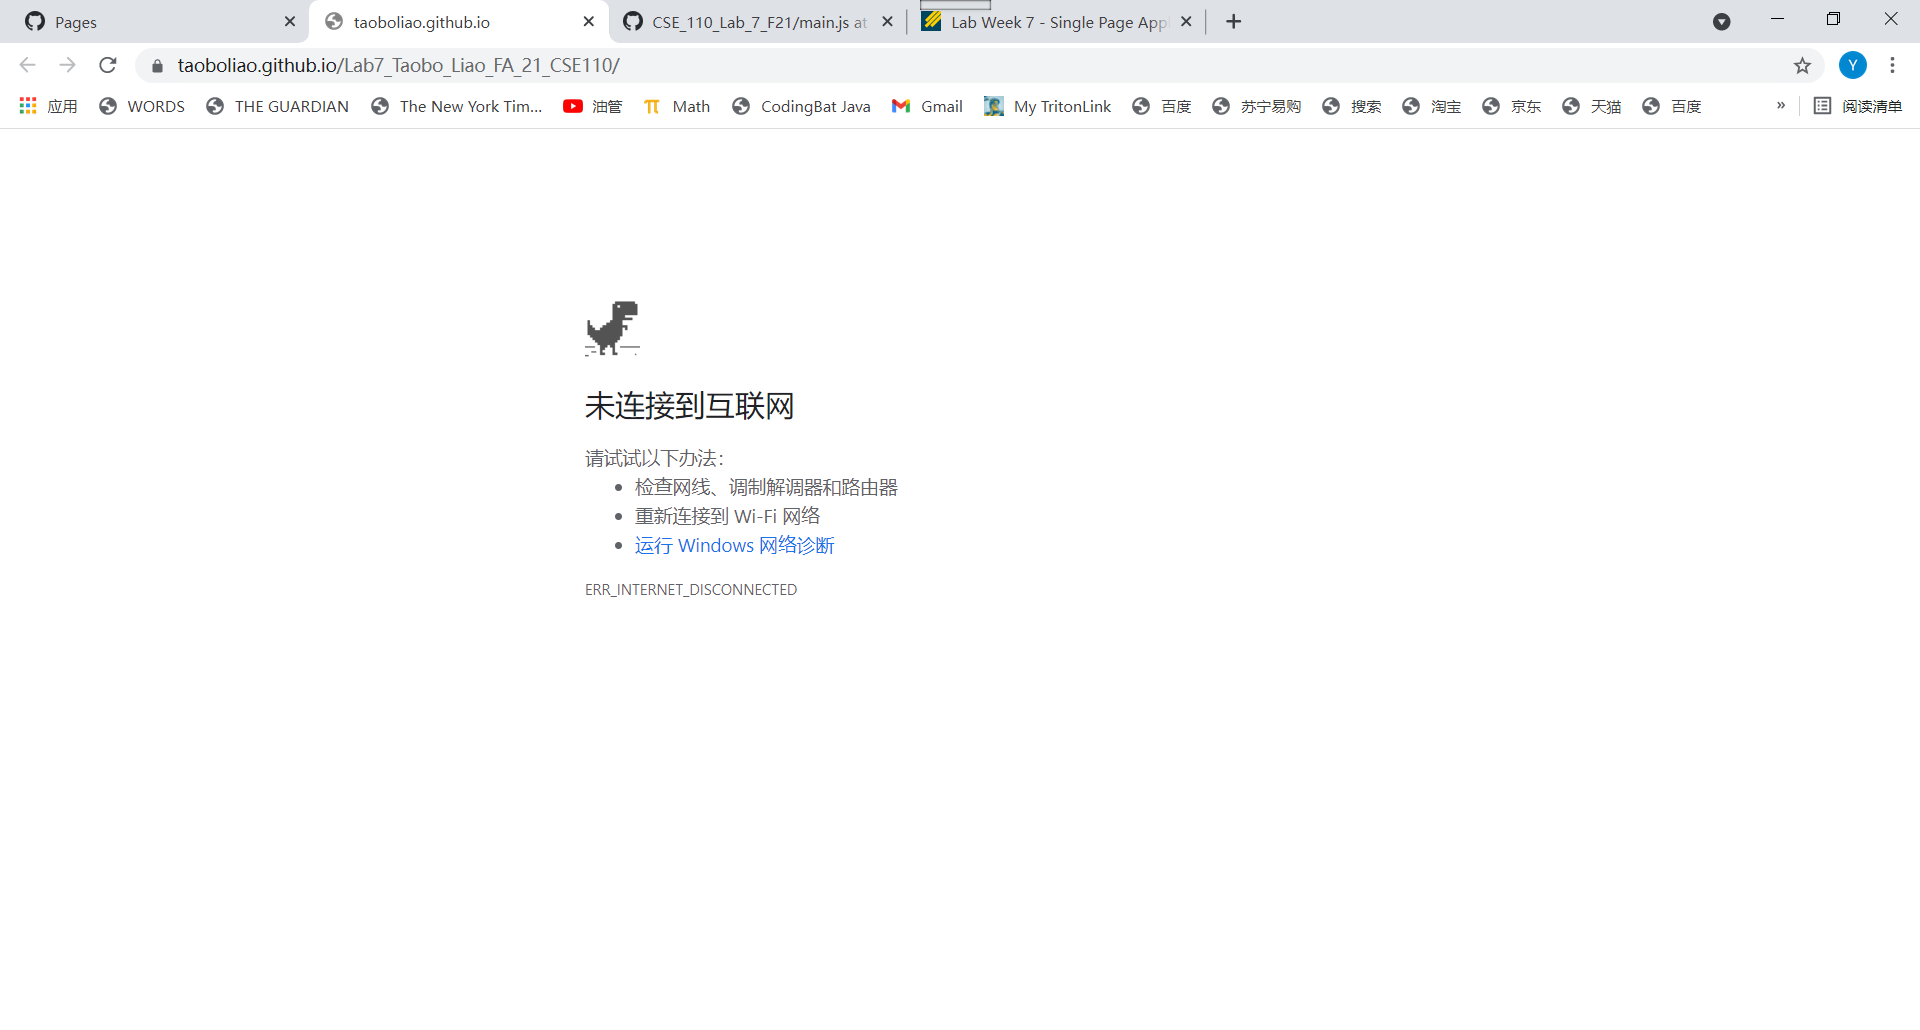 Pages
taoboliao.github.io
CSE_110_Lab_7_F21/main.js at
Lab Week 7 - Single Page App
taoboliao.github.io/Lab7_Taobo_Liao_FA_21_CSE110/
Y
应用 WORDS THE GUARDIAN The New York Tim... 油管 Math CodingBat Java Gmail My TritonLink 百度 苏宁易购 搜索 淘宝 京东 天猫 百度 » 阅读清单
未连接到互联网
请试试以下办法：
检查网线、调制解调器和路由器
重新连接到 Wi-Fi 网络
运行 Windows 网络诊断
ERR_INTERNET_DISCONNECTED